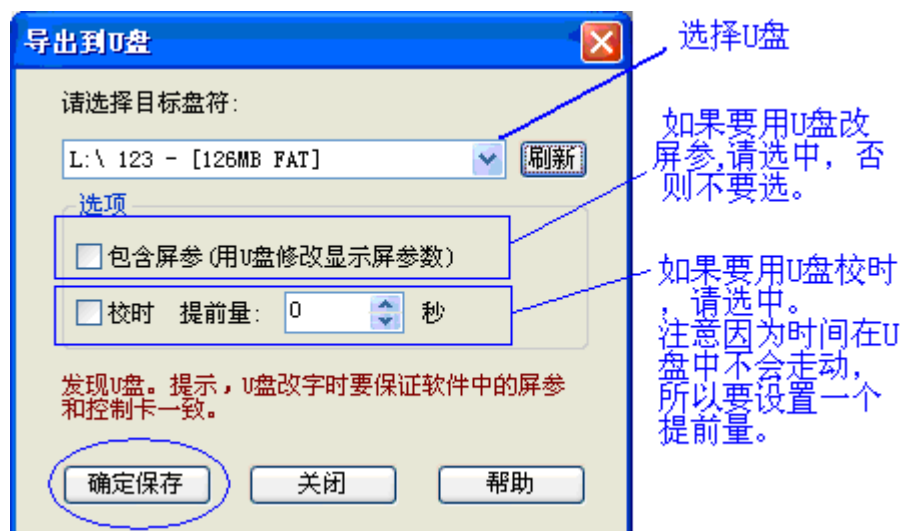 导出到U盘
请选择目标盘符:
L:\ 123 - [126MB FAT]
刷新
选项
包含屏参(用U盘修改显示屏参数)
校时 提前量: 0 秒
发现U盘。提示，U盘改字时要保证软件中的屏参
和控制卡一致。
确定保存 关闭 帮助
选择U盘
如果要用U盘改
屏参,请选中，否
则不要选。
如果要用U盘校时
，请选中。
注意因为时间在U
盘中不会走动，
所以要设置一个
提前量。